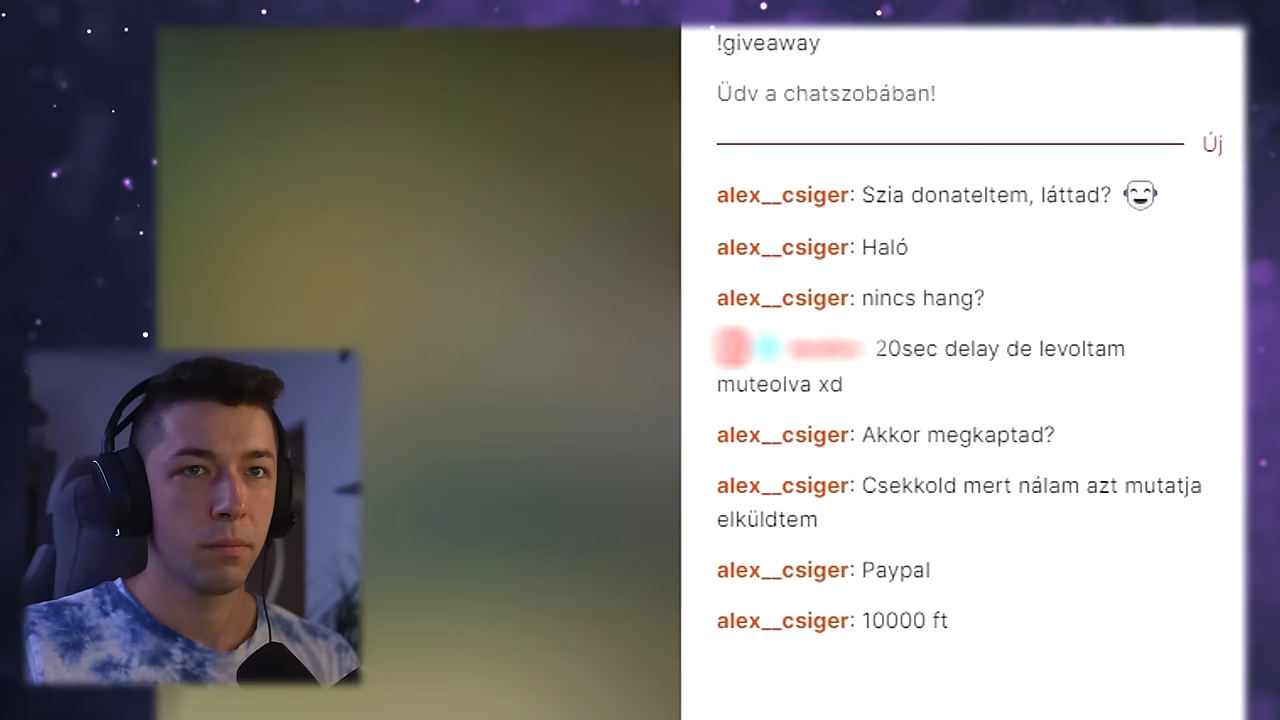 !giveaway
Üdv a chatszobában!
Új
alex__csiger: Szia donateltem, láttad?
alex__csiger: Haló
alex__csiger: nincs hang?
20sec delay de levoltam
muteolva xd
alex__csiger: Akkor megkaptad?
alex__csiger: Csekkold mert nálam azt mutatja
elküldtem
alex__csiger: Paypal
alex__csiger: 10000 ft